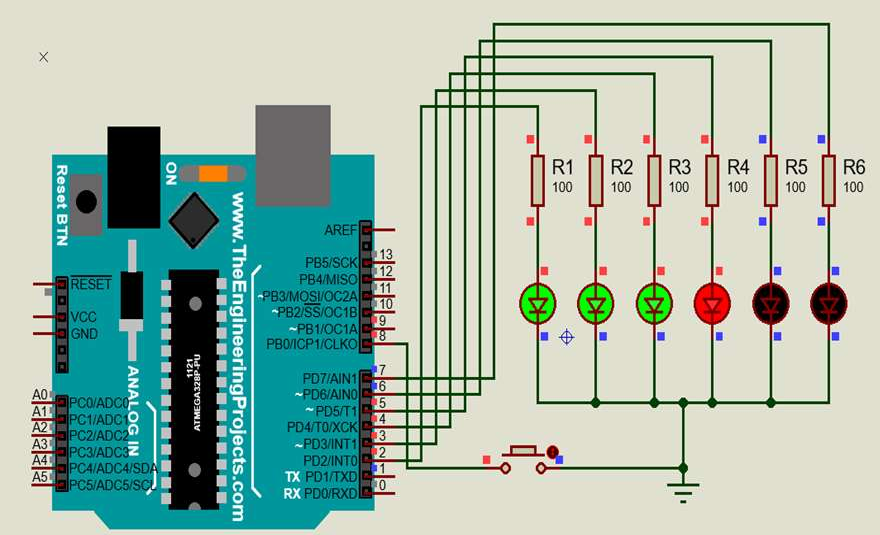 Reset BTN
ON
www.TheEngineeringProjects.com
ANALOG IN
1121
ATMEGA328P-PU
RESET
VCC
GND
A0 PC0/ADC0
A1 PC1/ADC1
A2 PC2/ADC2
A3 PC3/ADC3
A4 PC4/ADC4/SDA
A5 PC5/ADC5/SCL
AREF
PB5/SCK 13
PB4/MISO 12
~PB3/MOSI/OC2A 11
~PB2/SS/OC1B 10
~PB1/OC1A 9
PB0/ICP1/CLKO 8
PD7/AIN1 7
~PD6/AIN0 6
~PD5/T1 5
PD4/T0/XCK 4
~PD3/INT1 3
PD2/INT0 2
TX PD1/TXD 1
RX PD0/RXD 0
R1
100
R2
100
R3
100
R4
100
R5
100
R6
100